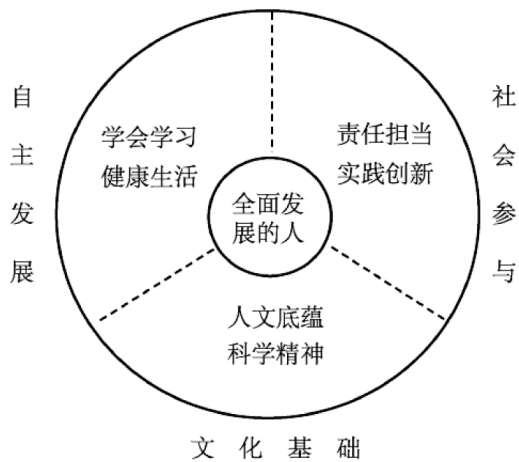 自主发展
学会学习
健康生活
责任担当
实践创新
社会参与
全面发
展的人
人文底蕴
科学精神
文化基础